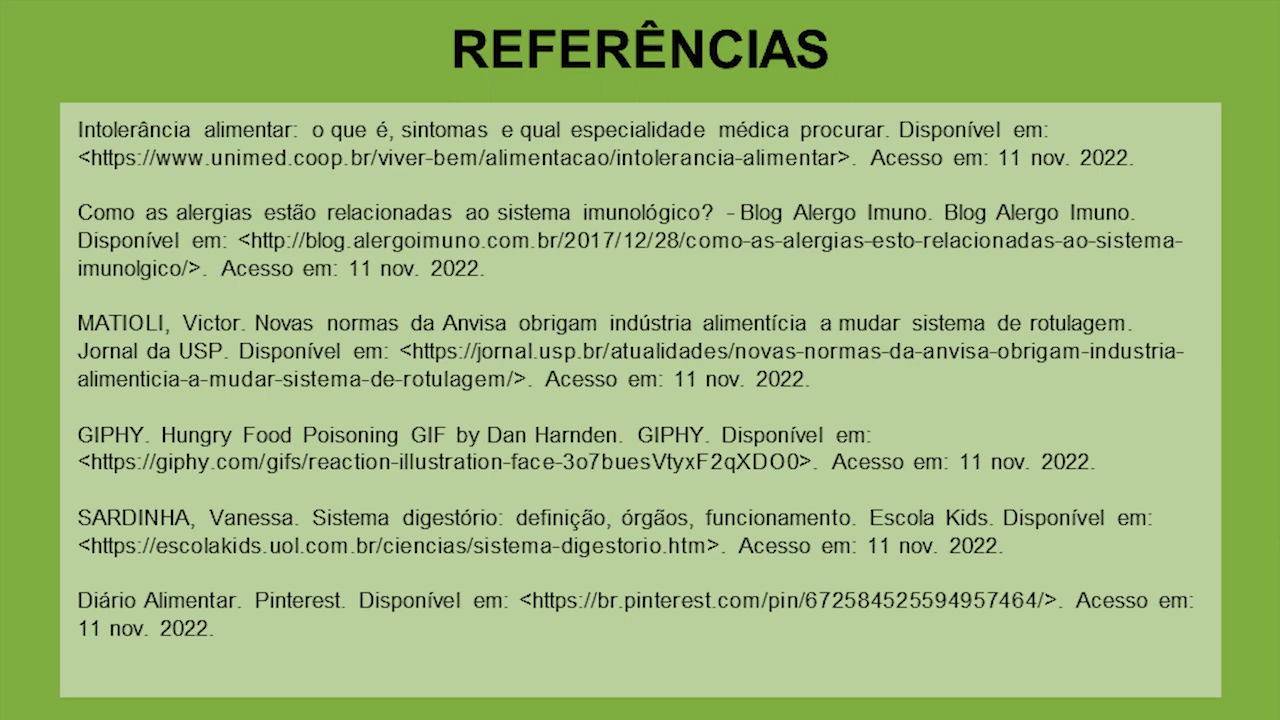 REFERÊNCIAS
Intolerância alimentar: o que é, sintomas e qual especialidade médica procurar. Disponível em:
<https://www.unimed.coop.br/viver-bem/alimentacao/intolerancia-alimentar>. Acesso em: 11 nov. 2022.
Como as alergias estão relacionadas ao sistema imunológico? - Blog Alergo Imuno. Blog Alergo Imuno.
Disponível em: <http://blog.alergoimuno.com.br/2017/12/28/como-as-alergias-esto-relacionadas-ao-sistema-
imunolgico/>. Acesso em: 11 nov. 2022.
MATIOLI, Victor. Novas normas da Anvisa obrigam indústria alimentícia a mudar sistema de rotulagem.
Jornal da USP. Disponível em: <https://jornal.usp.br/atualidades/novas-normas-da-anvisa-obrigam-industria-
alimenticia-a-mudar-sistema-de-rotulagem/>. Acesso em: 11 nov. 2022.
GIPHY. Hungry Food Poisoning GIF by Dan Harnden. GIPHY. Disponível em:
<https://giphy.com/gifs/reaction-illustration-face-3o7buesVtyxF2qXDO0>. Acesso em: 11 nov. 2022.
SARDINHA, Vanessa. Sistema digestório: definição, órgãos, funcionamento. Escola Kids. Disponível em:
<https://escolakids.uol.com.br/ciencias/sistema-digestorio.htm>. Acesso em: 11 nov. 2022.
Diário Alimentar. Pinterest. Disponível em: <https://br.pinterest.com/pin/672584525594957464/>. Acesso em:
11 nov. 2022.